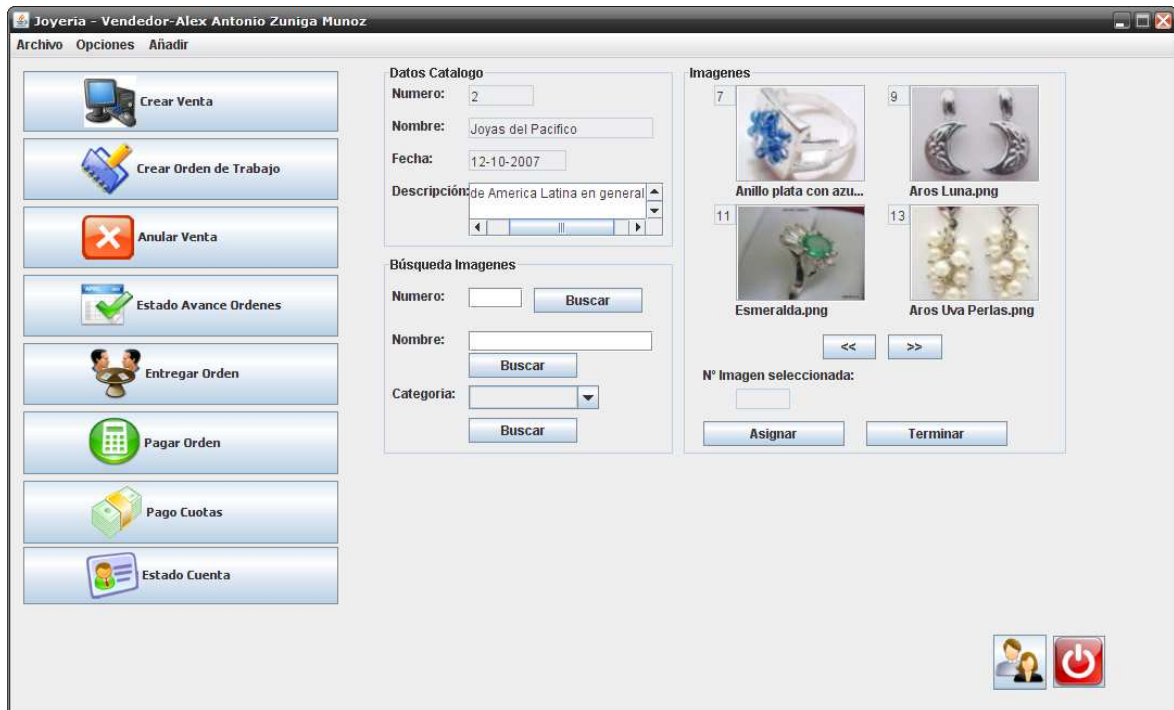 Joyería - Vendedor-Alex Antonio Zuniga Munoz
Archivo Opciones Añadir
Crear Venta
Crear Orden de Trabajo
Anular Venta
Estado Avance Ordenes
Entregar Orden
Pagar Orden
Pago Cuotas
Estado Cuenta
Datos Catalogo
Numero: 2
Nombre: Joyas del Pacifico
Fecha: 12-10-2007
Descripción: de America Latina en general
Búsqueda Imagenes
Numero: Buscar
Nombre:
Buscar
Categoria:
Buscar
Imagenes
7 9
Anillo plata con azu... Aros Luna.png
11 13
Esmeralda.png Aros Uva Perlas.png
<< >>
Nº Imagen seleccionada:
Asignar Terminar